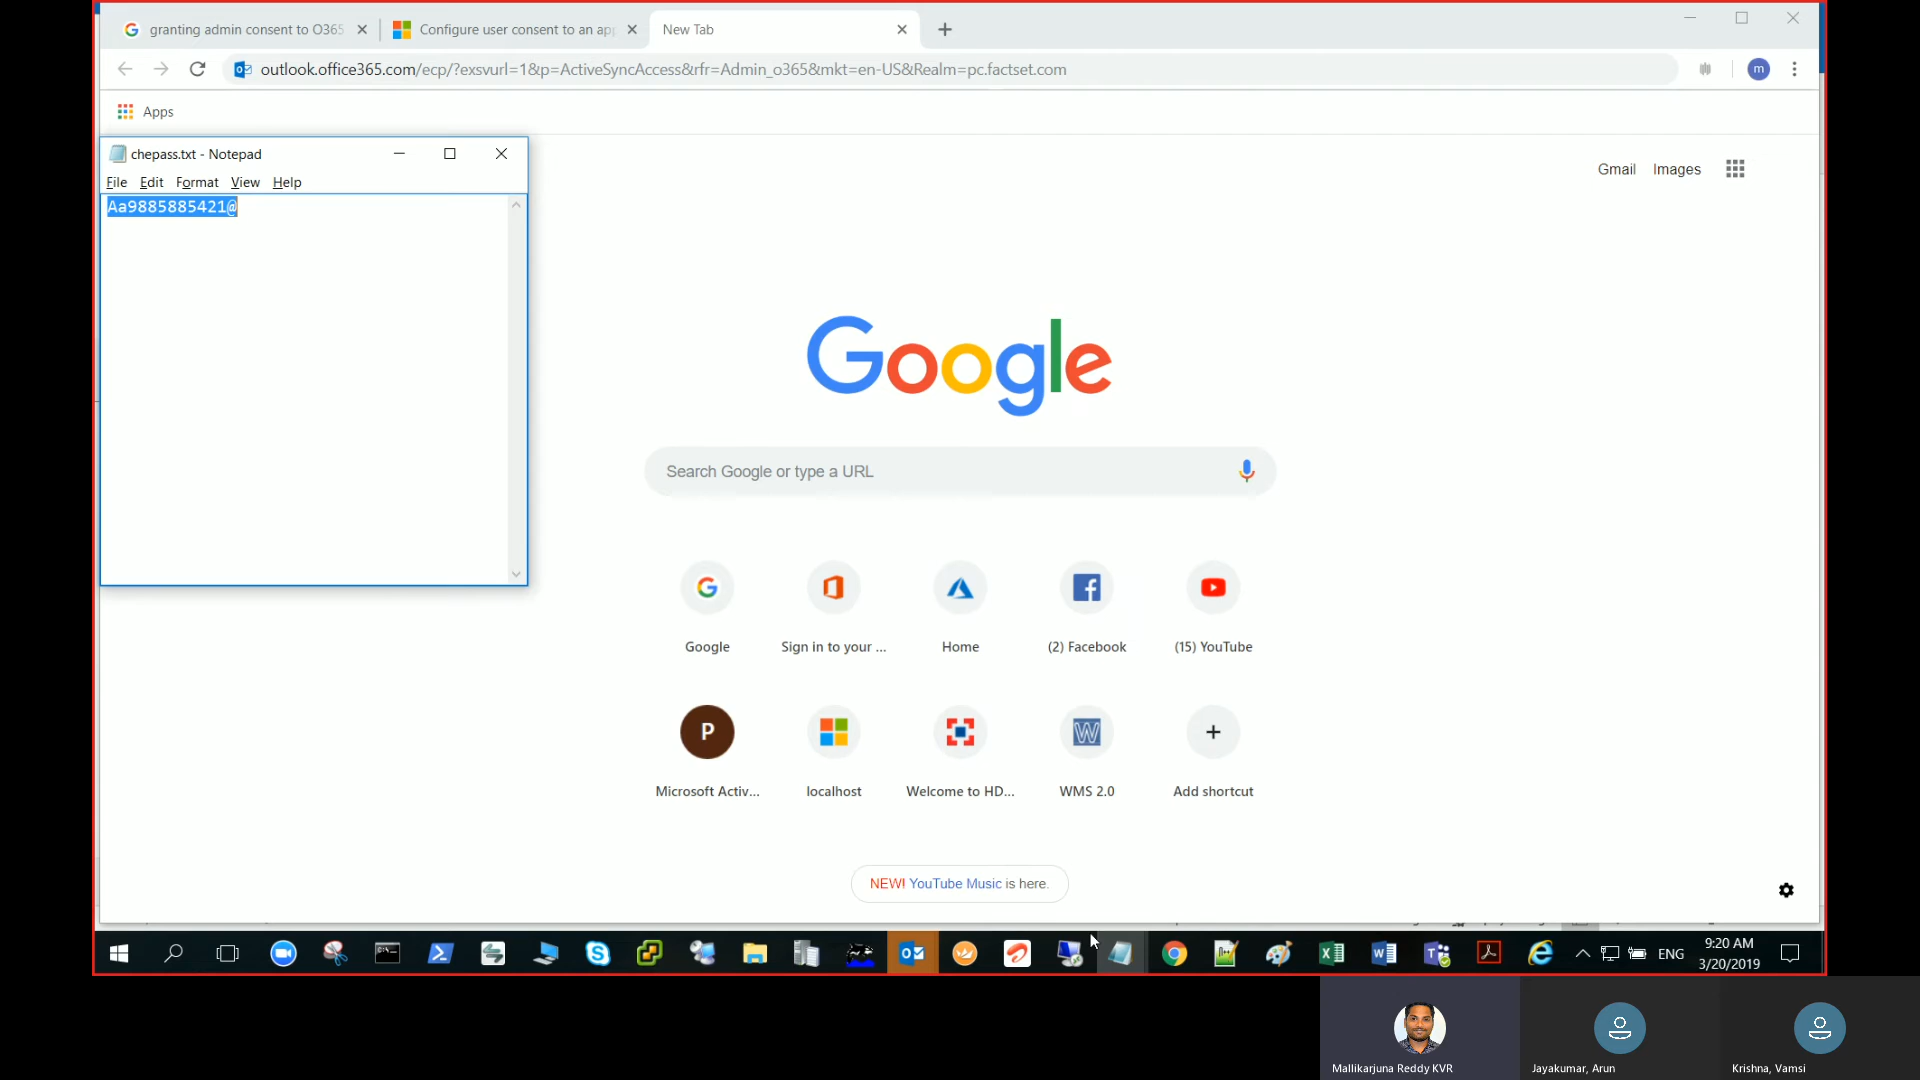 granting admin consent to O365
Configure user consent to an app
New Tab
outlook.office365.com/ecp/?exsvurl=1&p=ActiveSyncAccess&rfr=Admin_o365&mkt=en-US&Realm=pc.factset.com
m
Apps
chepass.txt - Notepad
File Edit Format View Help
Aa9885885421@
Gmail Images
Google
Search Google or type a URL
Google
Sign in to your ...
Home
(2) Facebook
(15) YouTube
P
Microsoft Activ...
localhost
Welcome to HD...
WMS 2.0
Add shortcut
NEW! YouTube Music is here.
ENG
9:20 AM
3/20/2019
Mallikarjuna Reddy KVR
Jayakumar, Arun
Krishna, Vamsi